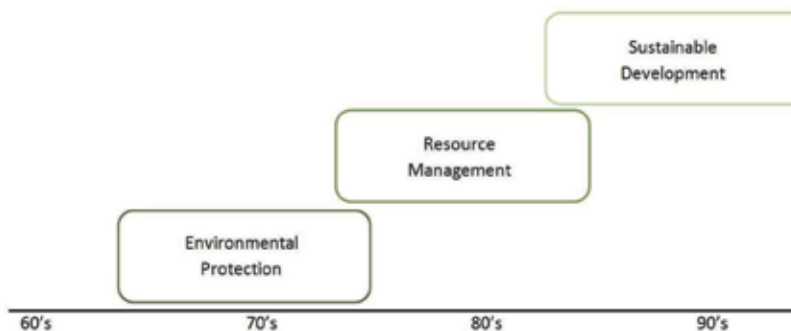 Sustainable
Development
Resource
Management
Environmental
Protection
60's 70's 80's 90's